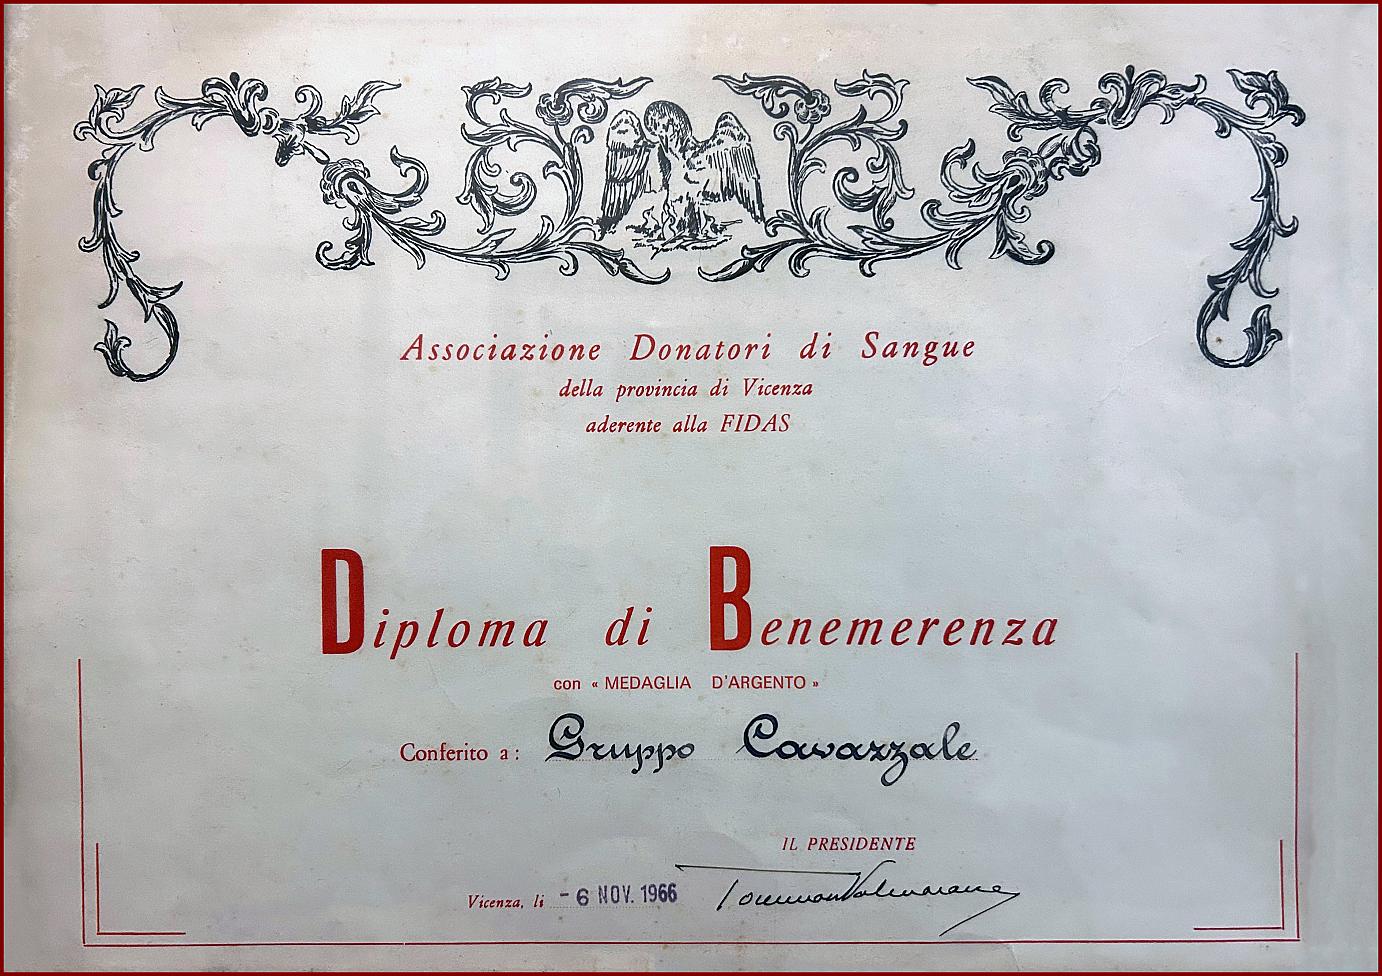 Associazione Donatori di Sangue
della provincia di Vicenza
aderente alla FIDAS
Diploma di Benemerenza
con « MEDAGLIA D'ARGENTO »
Conferito a : Gruppo Cavazzale
IL PRESIDENTE
Vicenza, li - 6 NOV. 1966